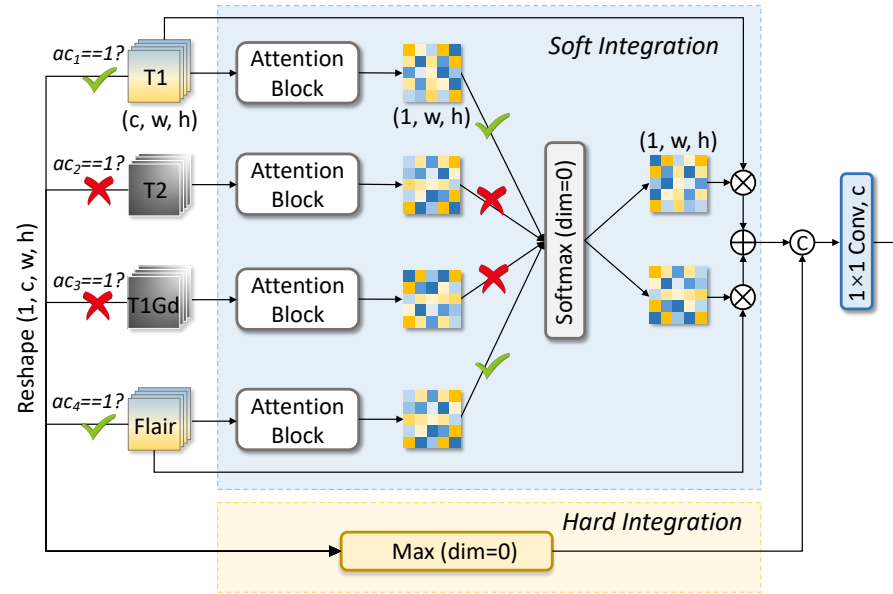 Soft Integration
ac₁==1?
T1
(c, w, h)
Attention
Block
(1, w, h)
ac₂==1?
T2
Attention
Block
(1, w, h)
ac₃==1?
T1Gd
Attention
Block
ac₄==1?
Flair
Attention
Block
Softmax (dim=0)
C
1×1 Conv, c
Reshape (1, c, w, h)
Hard Integration
Max (dim=0)